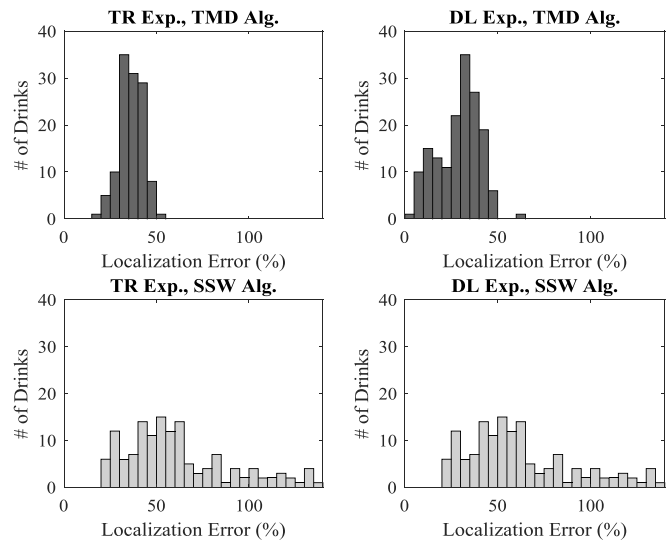 TR Exp., TMD Alg.
40
30
20
10
0
# of Drinks
0 50 100
Localization Error (%)
DL Exp., TMD Alg.
40
30
20
10
0
# of Drinks
0 50 100
Localization Error (%)
TR Exp., SSW Alg.
40
30
20
10
0
# of Drinks
0 50 100
Localization Error (%)
DL Exp., SSW Alg.
40
30
20
10
0
# of Drinks
0 50 100
Localization Error (%)